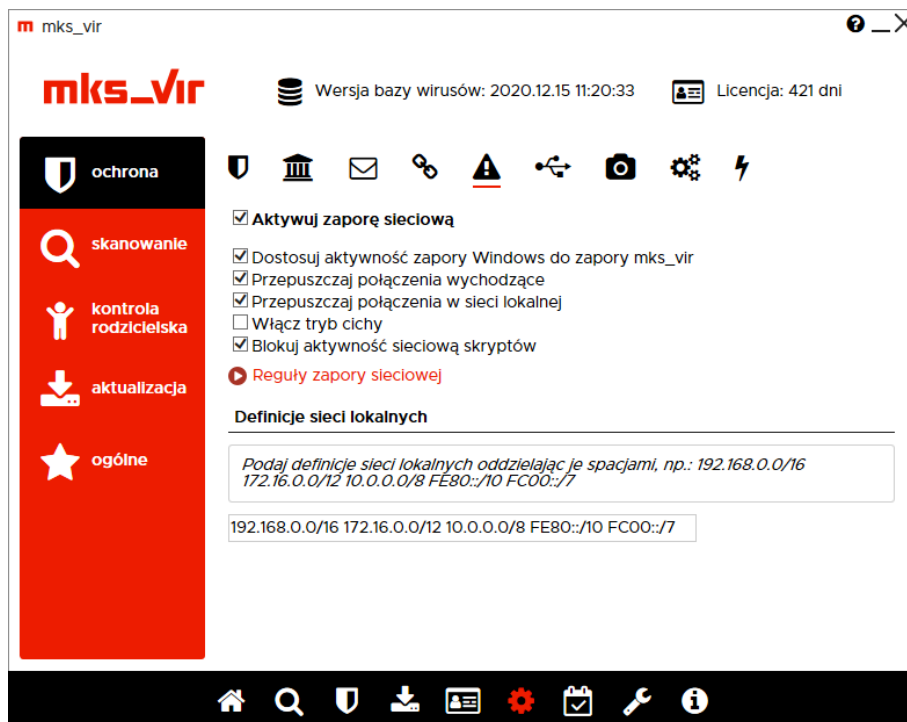 mks_vir
mks_vir
Wersja bazy wirusów: 2020.12.15 11:20:33
Licencja: 421 dni
ochrona
skanowanie
kontrola
rodzicielska
aktualizacja
ogólne
Aktywuj zaporę sieciową
Dostosuj aktywność zapory Windows do zapory mks_vir
Przepuszczaj połączenia wychodzące
Przepuszczaj połączenia w sieci lokalnej
Włącz tryb cichy
Blokuj aktywność sieciową skryptów
Reguły zapory sieciowej
Definicje sieci lokalnych
Podaj definicje sieci lokalnych oddzielając je spacjami, np.: 192.168.0.0/16
172.16.0.0/12 10.0.0.0/8 FE80::/10 FC00::/7
192.168.0.0/16 172.16.0.0/12 10.0.0.0/8 FE80::/10 FC00::/7